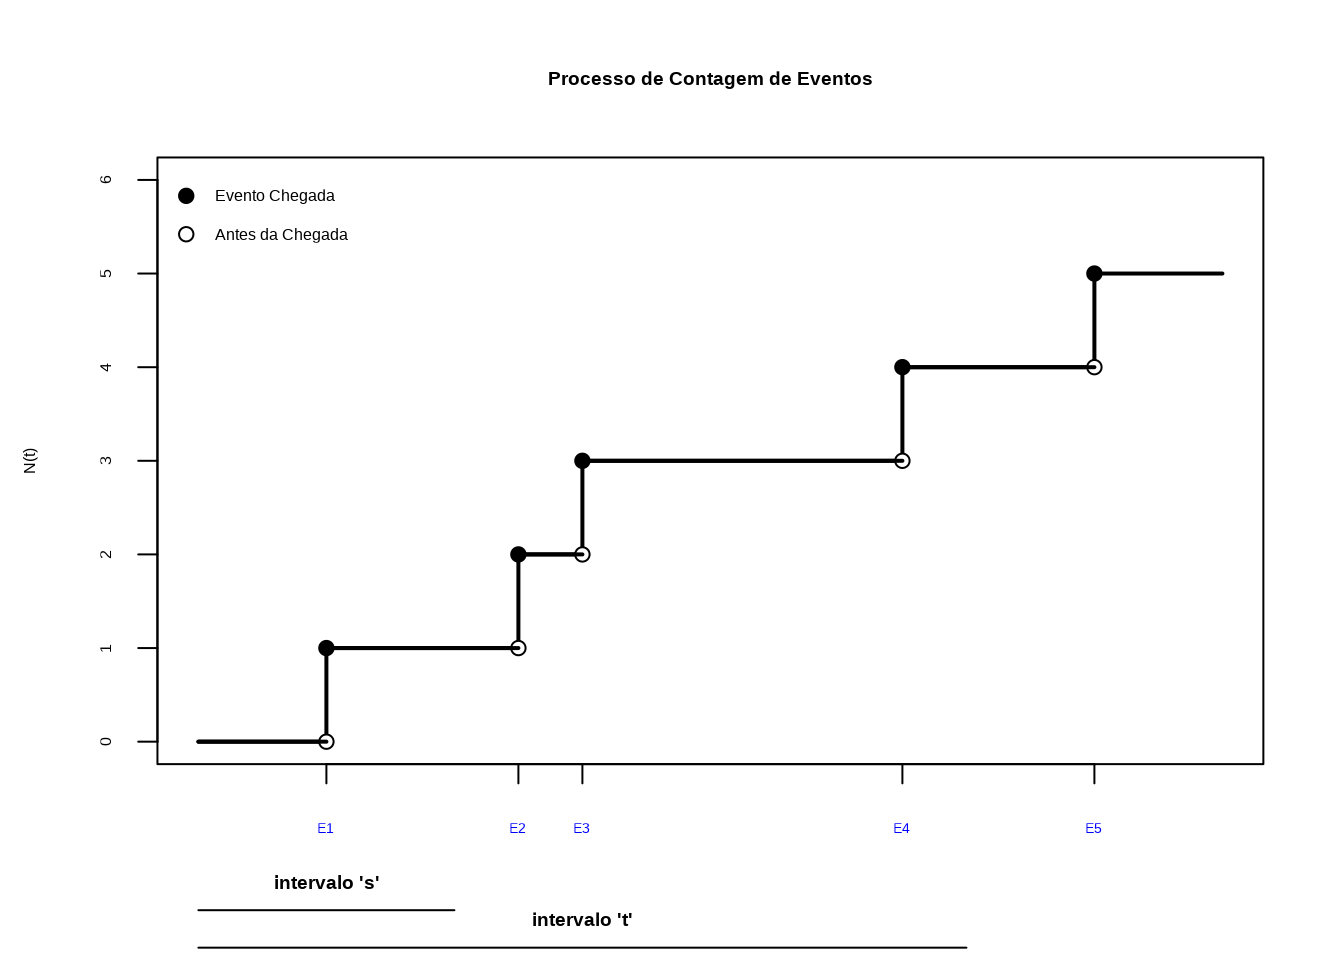 Processo de Contagem de Eventos
Evento Chegada
Antes da Chegada
N(t)
6
5
4
3
2
1
0
E1 E2 E3 E4 E5
intervalo 's'
intervalo 't'